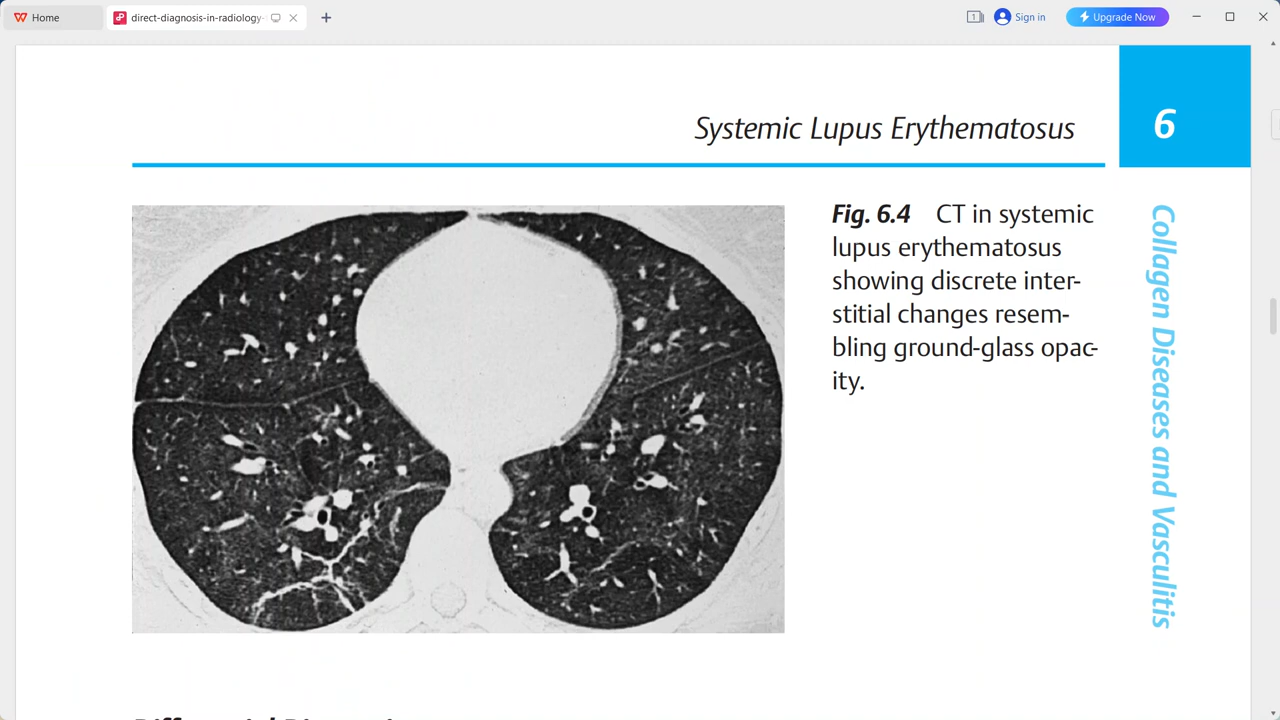 Home
direct-diagnosis-in-radiology-
1
Sign in
Upgrade Now
Systemic Lupus Erythematosus
6
Fig. 6.4 CT in systemic
lupus erythematosus
showing discrete inter-
stitial changes resem-
bling ground-glass opac-
ity.
Collagen Diseases and Vasculitis